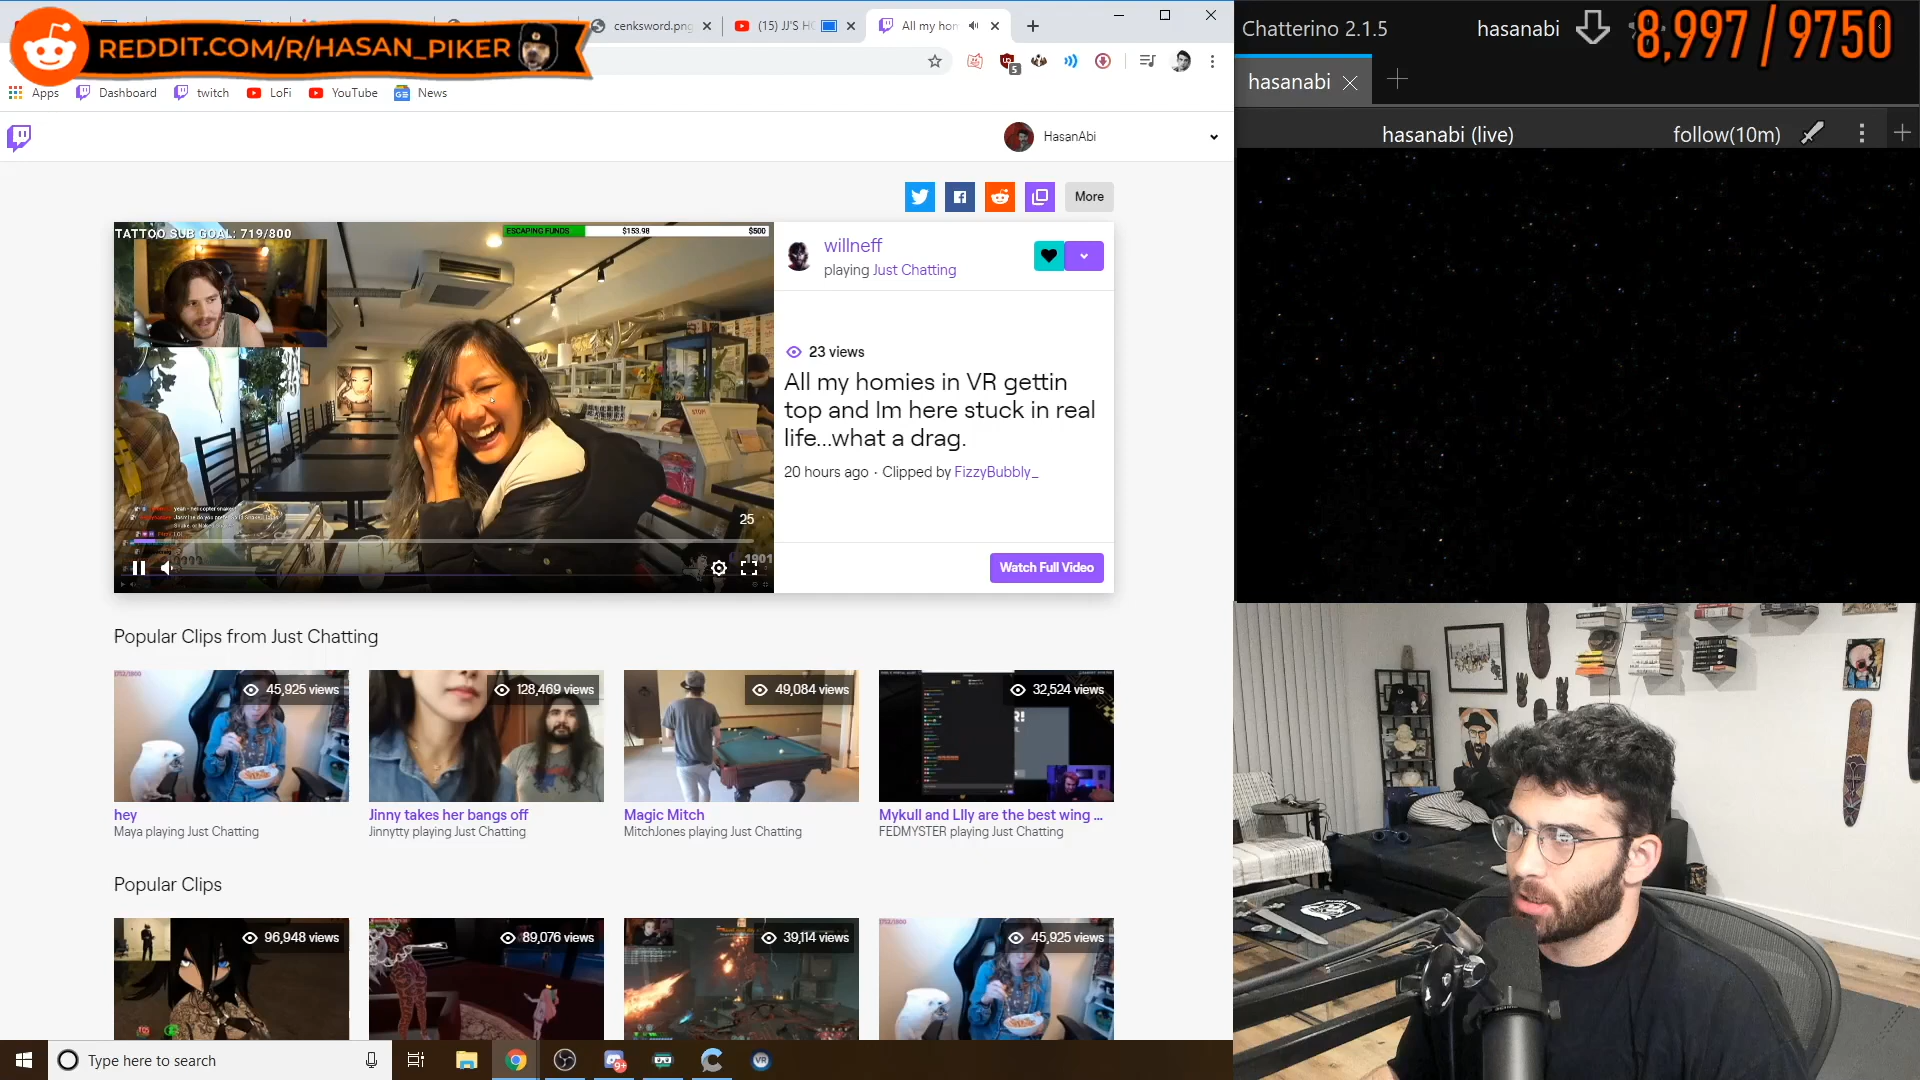 REDDIT.COM/R/HASAN_PIKER
cenksword.png
(15) JJ'S H
All my hom
Chatterino 2.1.5
hasanabi
8,997 / 9750
hasanabi
5
Apps
Dashboard
twitch
LoFi
YouTube
News
hasanabi (live)
follow(10m)
HasanAbi
More
TATTOO SUB GOAL: 719/800
ESCAPING FUNDS
$153.98
$500
willneff
playing Just Chatting
23 views
All my homies in VR gettin
top and Im here stuck in real
life...what a drag.
20 hours ago · Clipped by FizzyBubbly_
25
1901
Watch Full Video
Popular Clips from Just Chatting
45,925 views
128,469 views
49,084 views
32,524 views
hey
Maya playing Just Chatting
Jinny takes her bangs off
Jinnytty playing Just Chatting
Magic Mitch
MitchJones playing Just Chatting
Mykull and LIly are the best wing ...
FEDMYSTER playing Just Chatting
Popular Clips
96,948 views
89,076 views
39,114 views
45,925 views
Type here to search
9+
VR